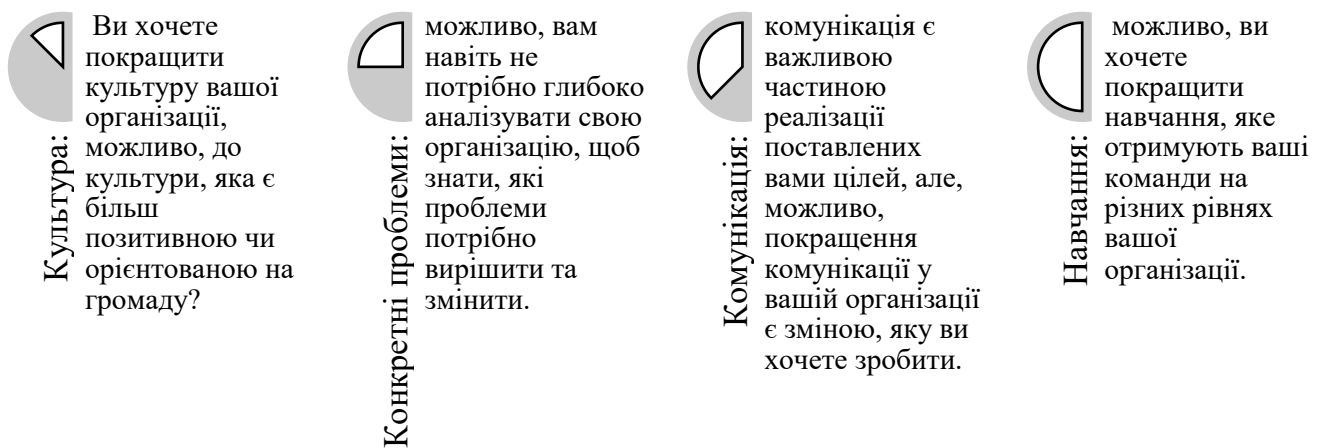 Культура:
Ви хочете
покращити
культуру вашої
організації,
можливо, до
культури, яка є
більш
позитивною чи
орієнтованою на
громаду?
Конкретні проблеми:
можливо, вам
навіть не
потрібно глибоко
аналізувати свою
організацію, щоб
знати, які
проблеми
потрібно
вирішити та
змінити.
Комунікація:
комунікація є
важливою
частиною
реалізації
поставлених
вами цілей, але,
можливо,
покращення
комунікації у
вашій організації
є зміною, яку ви
хочете зробити.
Навчання:
можливо, ви
хочете
покращити
навчання, яке
отримують ваші
команди на
різних рівнях
вашої
організації.